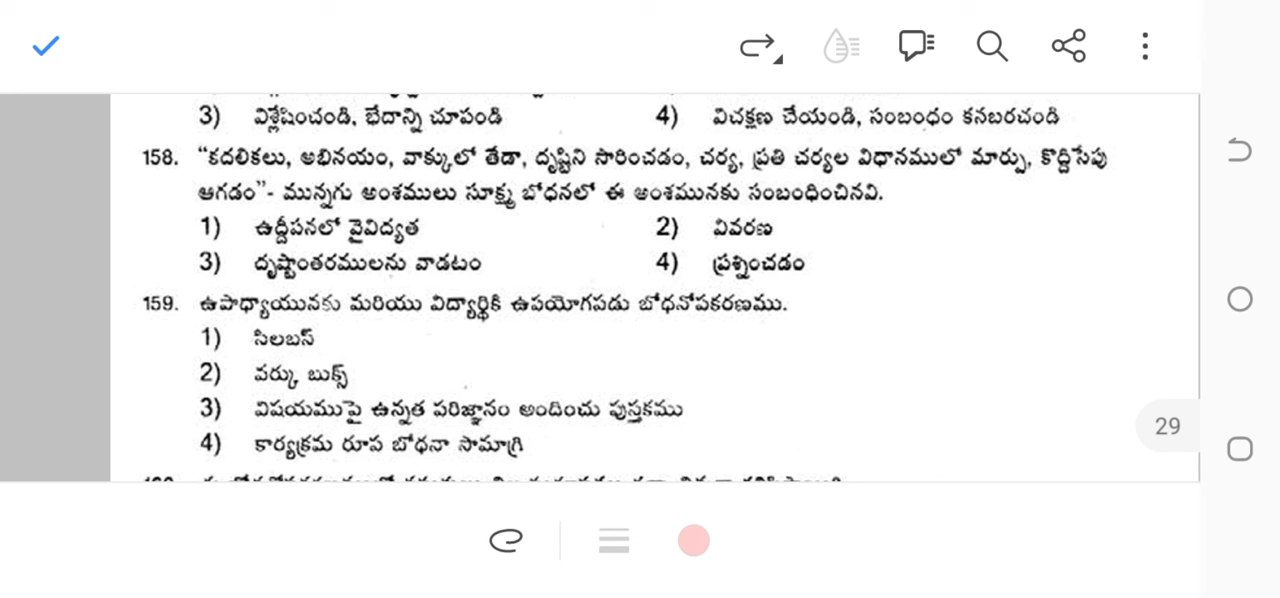 3) విశ్లేషించండి, భేదాన్ని చూపండి 4) విచక్షణ చేయండి, సంబంధం కనబరచండి
158. “కదలికలు, అభినయం, వాక్కులో తేడా, దృష్టిని సారించడం, చర్య, ప్రతి చర్యల విధానములో మార్పు, కొద్దిసేపు
ఆగడం”- మున్నగు అంశములు సూక్ష్మ బోధనలో ఈ అంశమునకు సంబంధించినవి.
1) ఉద్దీపనలో వైవిద్యత 2) వివరణ
3) దృష్టాంతరములను వాడటం 4) ప్రశ్నించడం
159. ఉపాధ్యాయునకు మరియు విద్యార్థికి ఉపయోగపడు బోధనోపకరణము.
1) సిలబస్
2) వర్కు బుక్స్
3) విషయముపై ఉన్నత పరిజ్ఞానం అందించు పుస్తకము
29
4) కార్యక్రమ రూప బోధనా సామాగ్రి